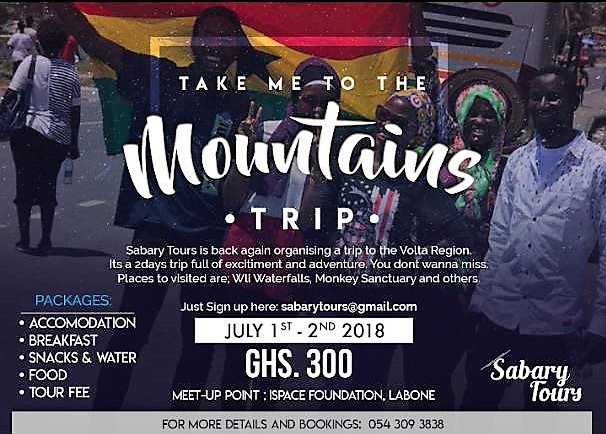 TAKE ME TO THE
Mountains
• TRIP •
Sabary Tours is back again organising a trip to the Volta Region.
Its a 2days trip full of excitiment and adventure. You dont wanna miss.
Places to visited are; Wli Waterfalls, Monkey Sanctuary and others.
PACKAGES:
• ACCOMODATION
• BREAKFAST
• SNACKS & WATER
• FOOD
• TOUR FEE
Just Sign up here: sabarytours@gmail.com
JULY 1ST - 2ND 2018
GHS. 300
MEET-UP POINT : ISPACE FOUNDATION, LABONE
Sabary
Tours
FOR MORE DETAILS AND BOOKINGS: 054 309 3838